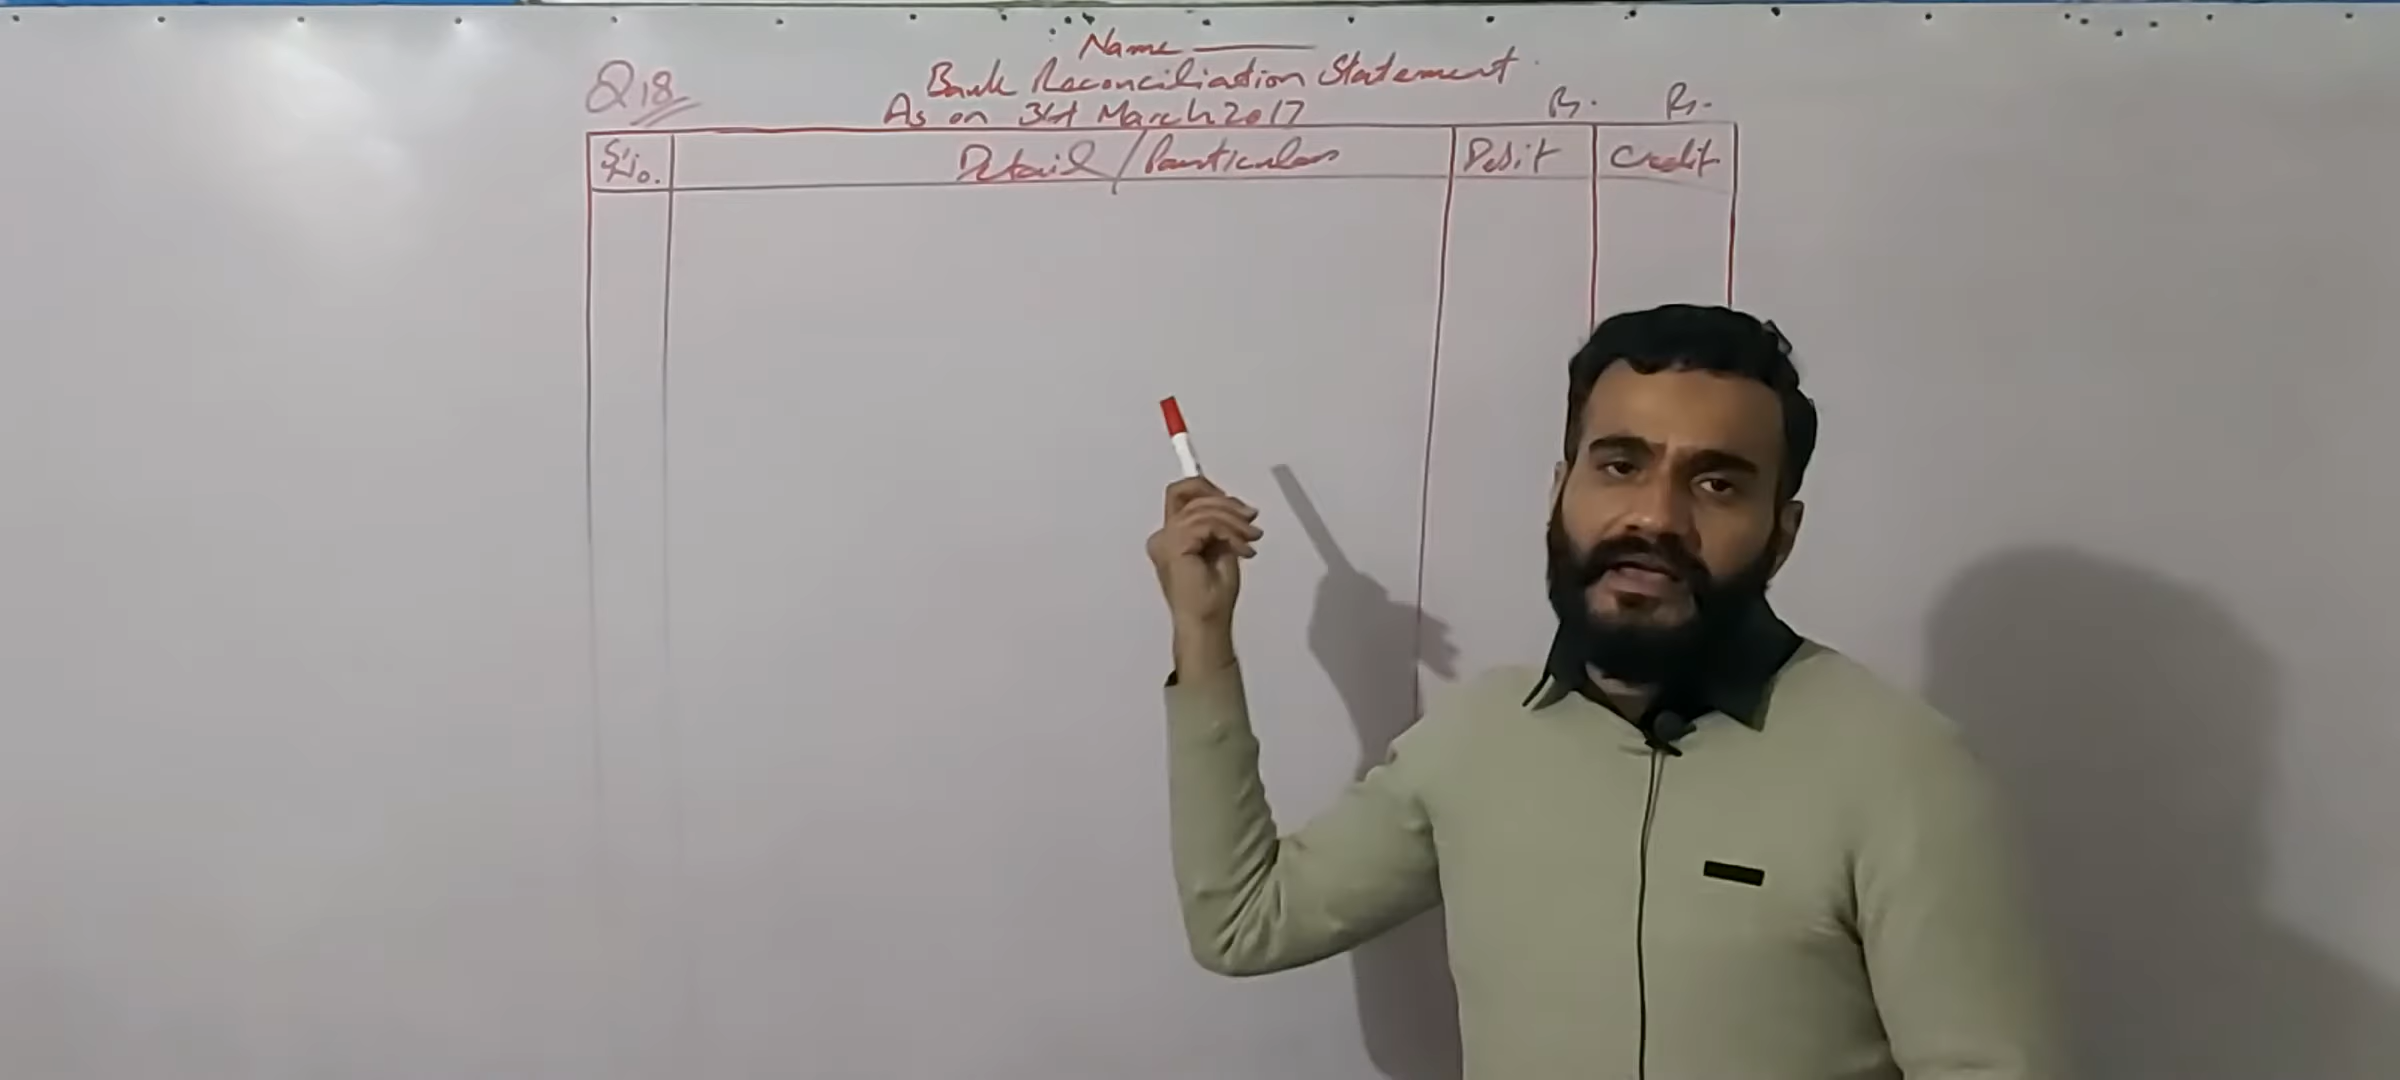 Name
Q18
Bank Reconciliation Statement
As on 31st March 2017
Rs. Rs.
S.No. Detail / Particulars Debit Credit